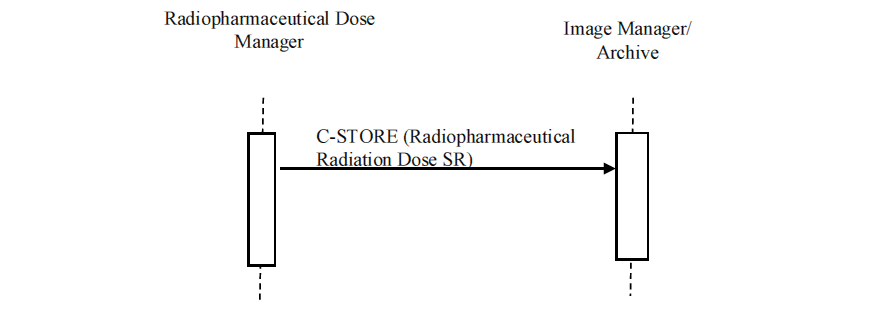 Radiopharmaceutical Dose
Manager
Image Manager/
Archive
C-STORE (Radiopharmaceutical
Radiation Dose SR)